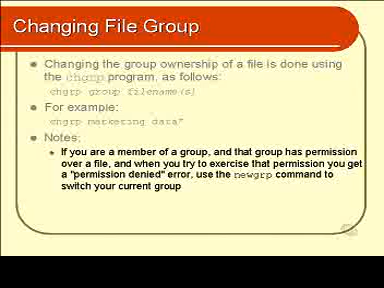 Changing File Group
Changing the group ownership of a file is done using
the chgrp program, as follows:
chgrp group filename(s)
For example:
chgrp marketing data*
Notes:
If you are a member of a group, and that group has permission
over a file, and when you try to exercise that permission you get
a "permission denied" error, use the newgrp command to
switch your current group